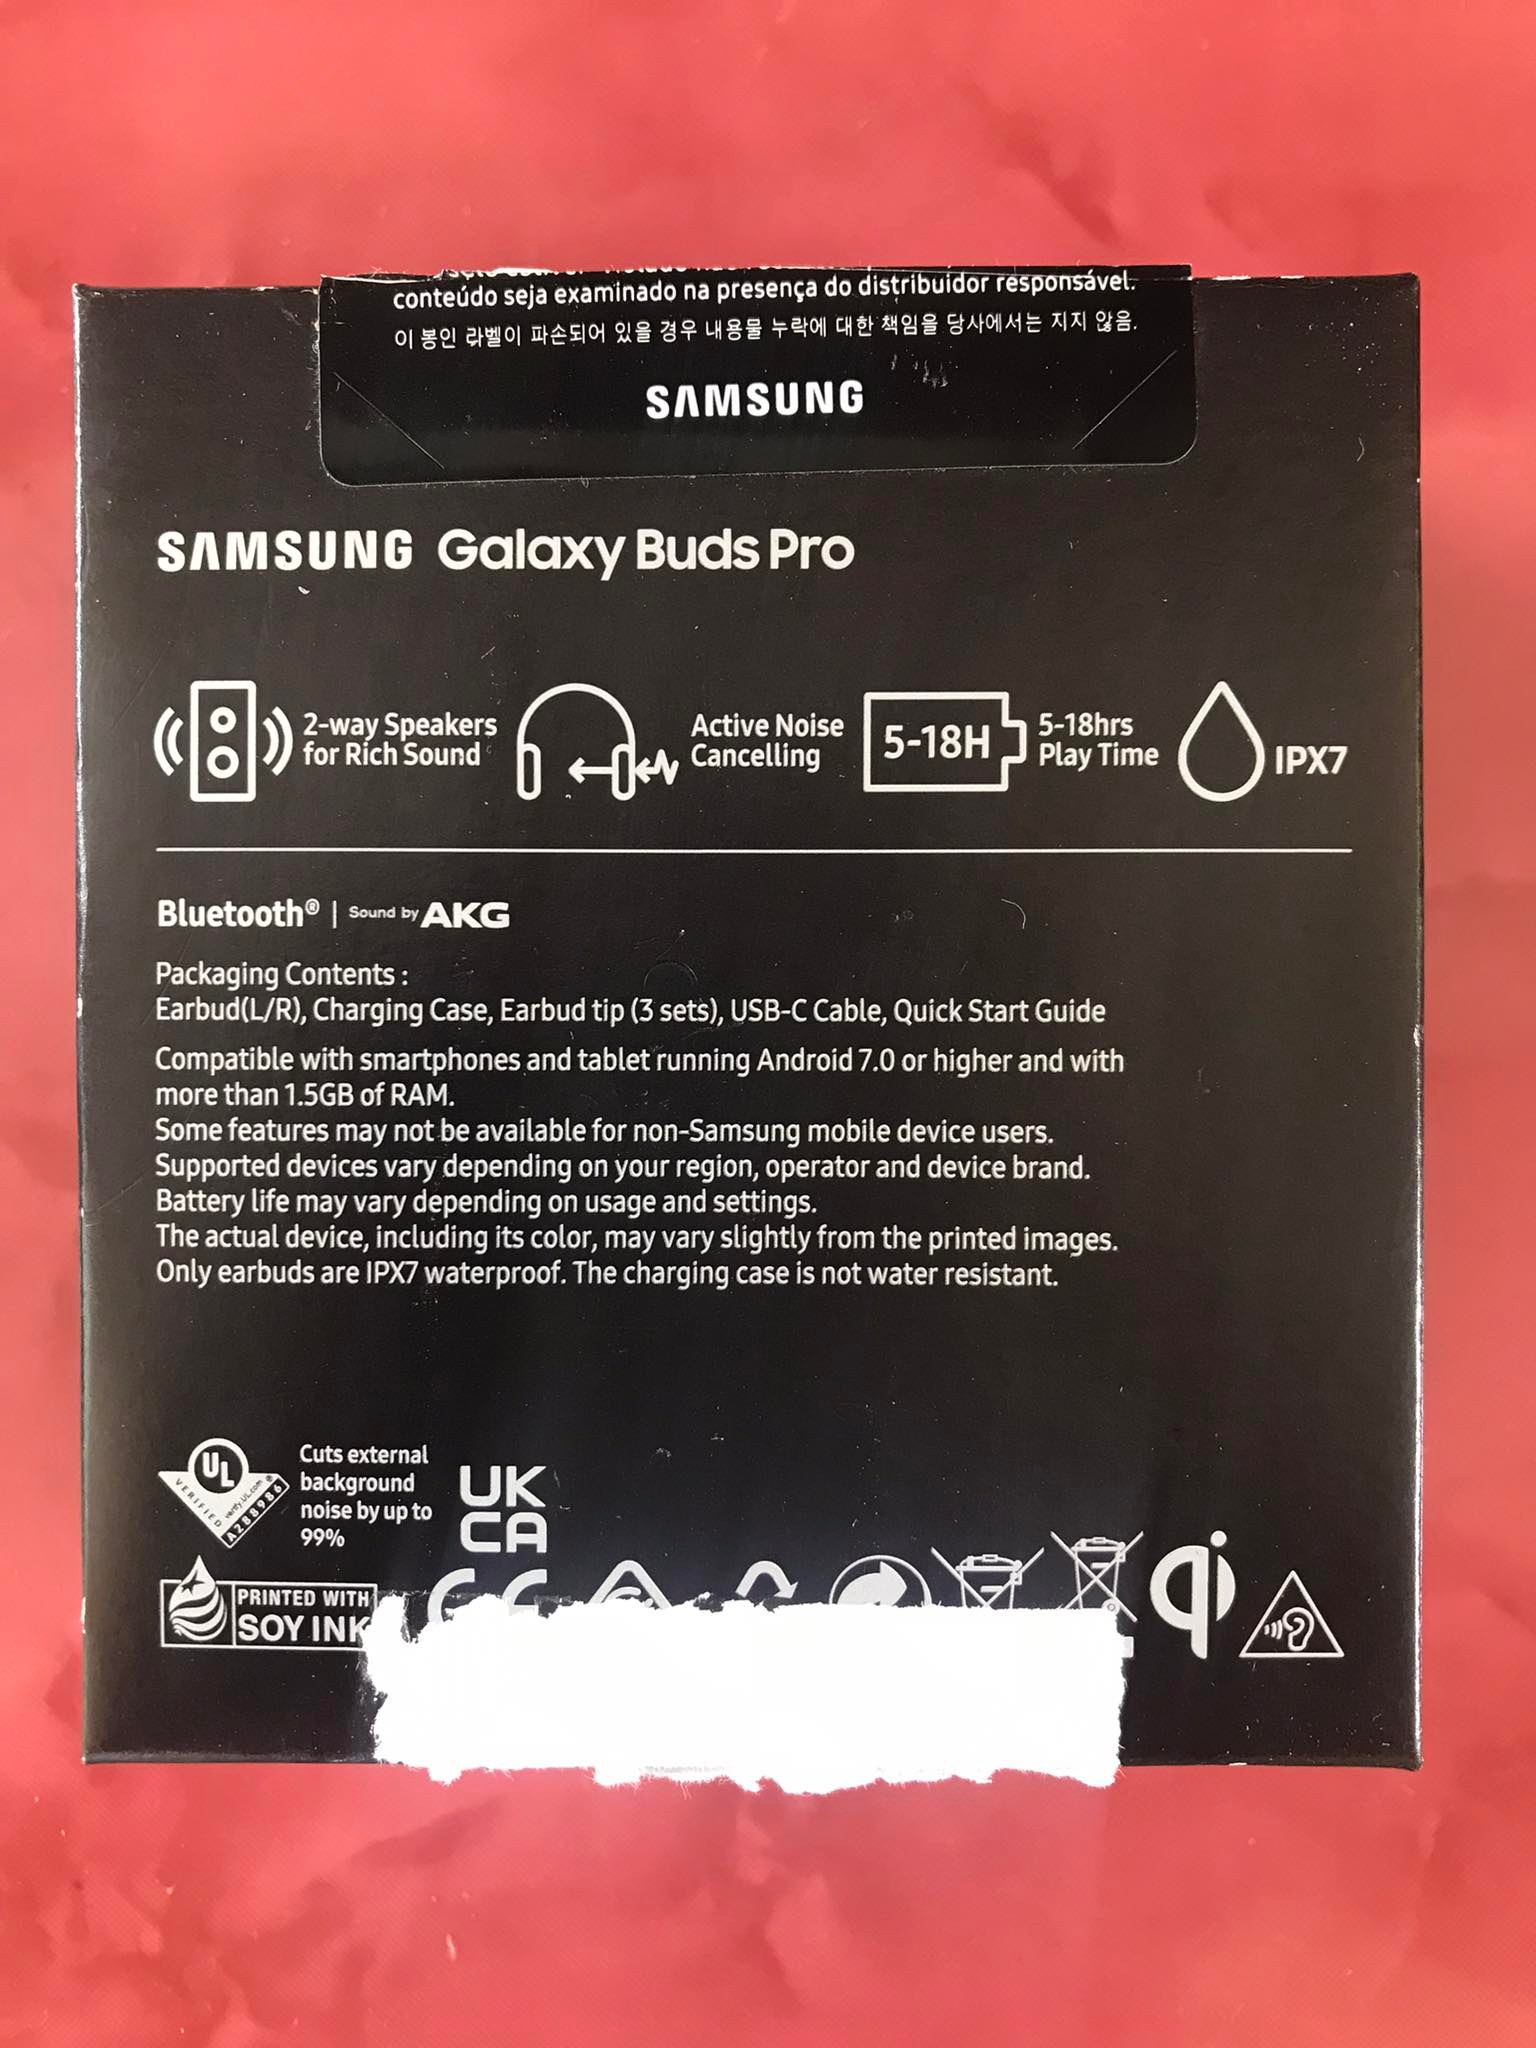 conteúdo seja examinado na presença do distribuidor responsável.
이 봉인 라벨이 파손되어 있을 경우 내용물 누락에 대한 책임을 당사에서는 지지 않음.
SAMSUNG
SAMSUNG Galaxy Buds Pro
2-way Speakers
for Rich Sound
Active Noise
Cancelling
5-18H
5-18hrs
Play Time
IPX7
Bluetooth® | Sound by AKG
Packaging Contents :
Earbud(L/R), Charging Case, Earbud tip (3 sets), USB-C Cable, Quick Start Guide
Compatible with smartphones and tablet running Android 7.0 or higher and with
more than 1.5GB of RAM.
Some features may not be available for non-Samsung mobile device users.
Supported devices vary depending on your region, operator and device brand.
Battery life may vary depending on usage and settings.
The actual device, including its color, may vary slightly from the printed images.
Only earbuds are IPX7 waterproof. The charging case is not water resistant.
UL
VERIFIED
verify.UL.com®
A288986
Cuts external
background
noise by up to
99%
UK
CA
CE
qi
PRINTED WITH
SOY INK